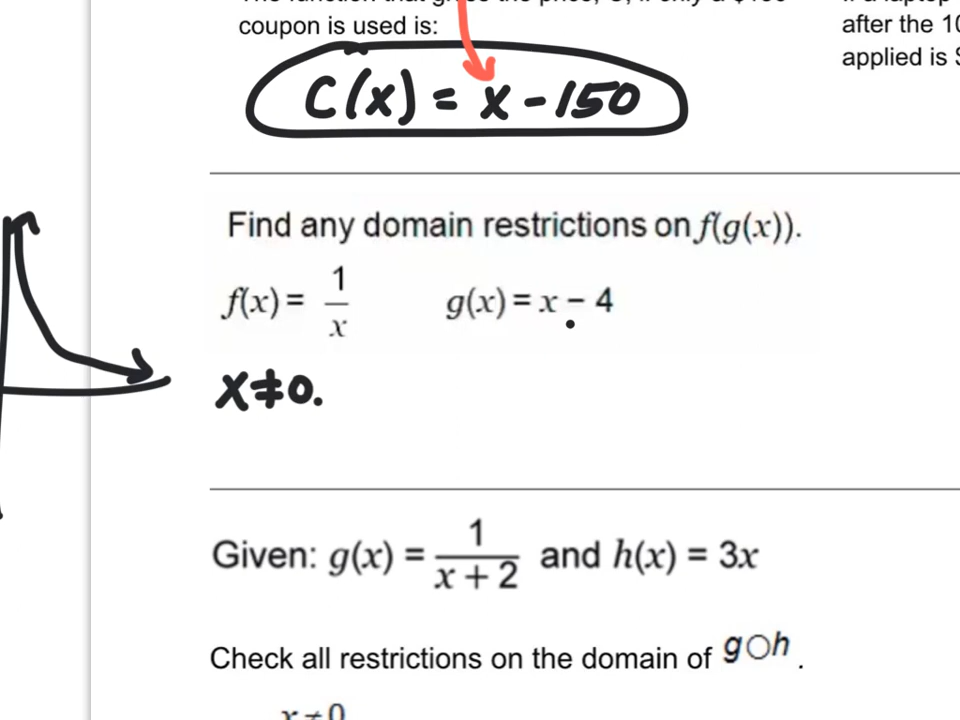 coupon is used is:
after the 10
applied is $
C(x) = x - 150
Find any domain restrictions on f(g(x)).
f(x) = 1/x g(x) = x - 4
x ≠ 0.
Given: g(x) = 1/(x + 2) and h(x) = 3x
Check all restrictions on the domain of g○h.
x ≠ 0